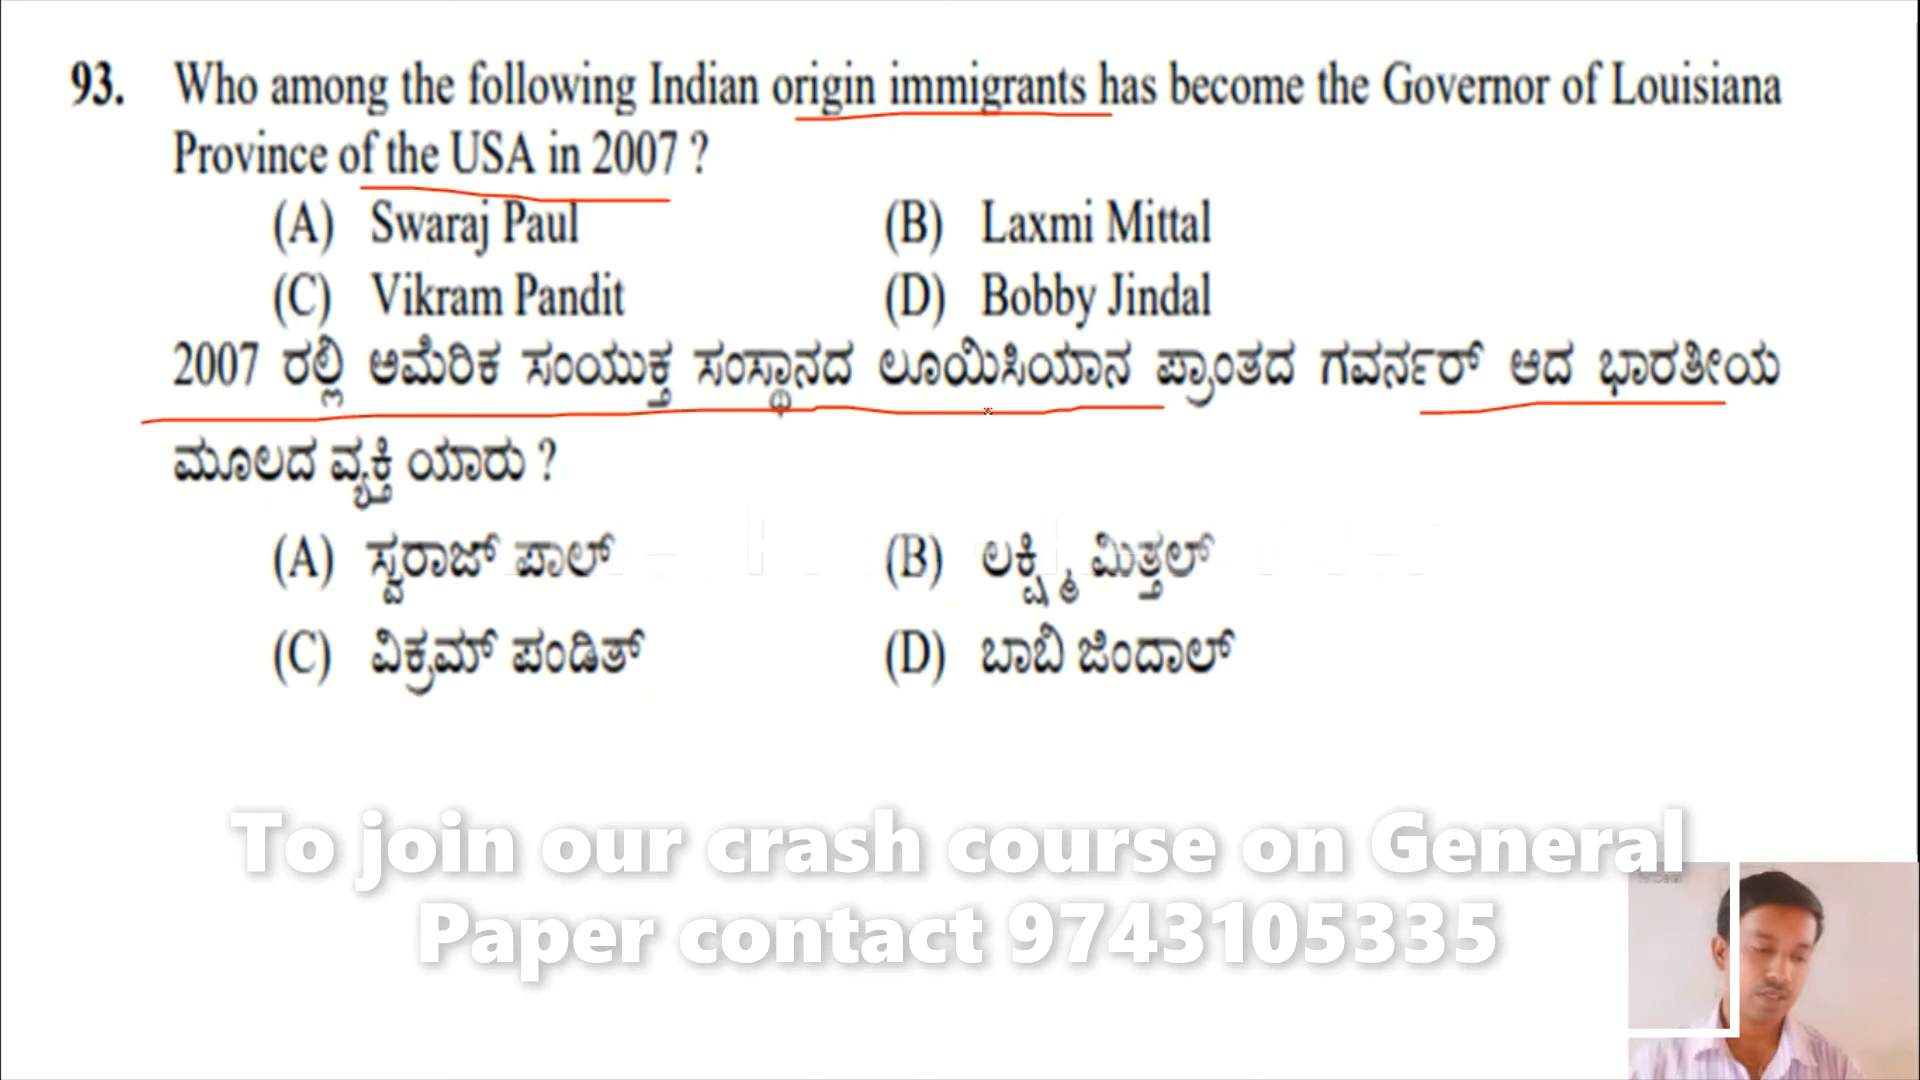 93. Who among the following Indian origin immigrants has become the Governor of Louisiana
Province of the USA in 2007 ?
(A) Swaraj Paul (B) Laxmi Mittal
(C) Vikram Pandit (D) Bobby Jindal
2007 ರಲ್ಲಿ ಅಮೆರಿಕ ಸಂಯುಕ್ತ ಸಂಸ್ಥಾನದ ಲೂಯಿಸಿಯಾನ ಪ್ರಾಂತದ ಗವರ್ನರ್ ಆದ ಭಾರತೀಯ
ಮೂಲದ ವ್ಯಕ್ತಿ ಯಾರು ?
(A) ಸ್ವರಾಜ್ ಪಾಲ್ (B) ಲಕ್ಷ್ಮಿ ಮಿತ್ತಲ್
(C) ವಿಕ್ರಮ್ ಪಂಡಿತ್ (D) ಬಾಬಿ ಜಿಂದಾಲ್
To join our crash course on General
Paper contact 9743105335